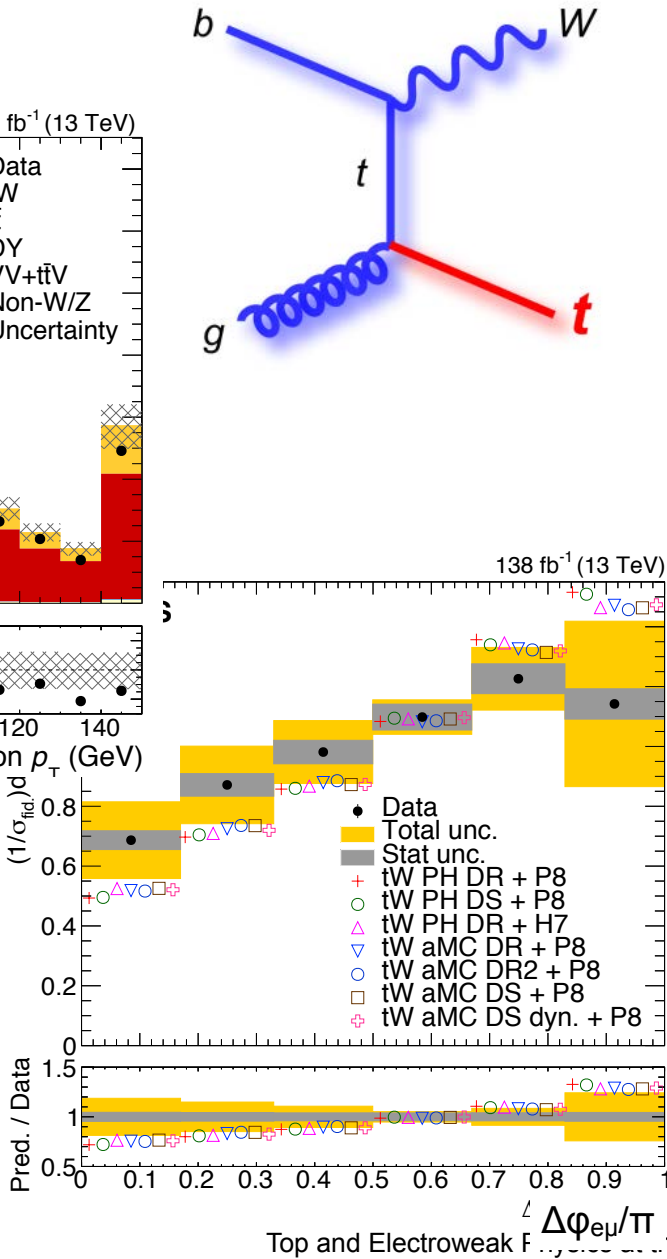 b
W
t
g
t
fb-1 (13 TeV)
Data
DY
VV+tt̄V
Non-W/Z
Uncertainty
120
140
pT (GeV)
138 fb-1 (13 TeV)
s
(1/σfid.)d
0.8
0.6
0.4
0.2
0
Data
Total unc.
Stat unc.
tW PH DR + P8
tW PH DS + P8
tW PH DR + H7
tW aMC DR + P8
tW aMC DR2 + P8
tW aMC DS + P8
tW aMC DS dyn. + P8
Pred. / Data
1.5
1
0.5
0 0.1 0.2 0.3 0.4 0.5 0.6 0.7 0.8 0.9 1
Δφeμ/π
Top and Electroweak